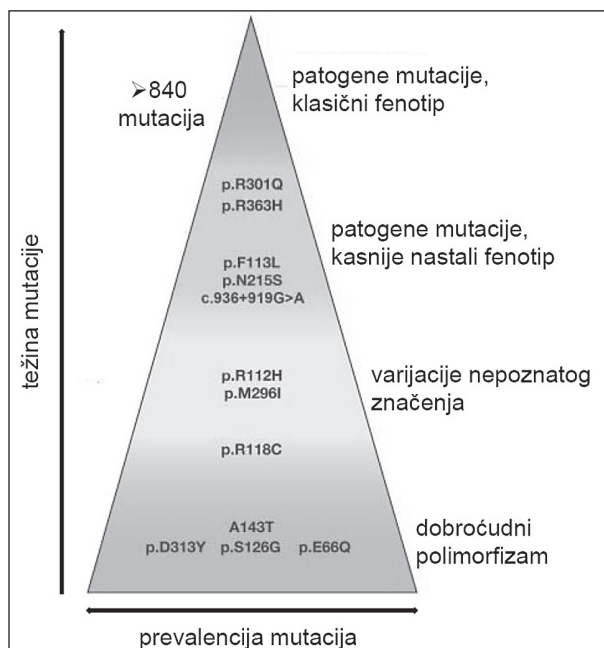 ➢840
mutacija
patogene mutacije,
klasični fenotip
p.R301Q
p.R363H
patogene mutacije,
kasnije nastali fenotip
p.F113L
p.N215S
c.936+919G>A
težina mutacije
p.R112H
p.M296I
varijacije nepoznatog
značenja
p.R118C
A143T
p.D313Y p.S126G p.E66Q
dobroćudni
polimorfizam
prevalencija mutacija